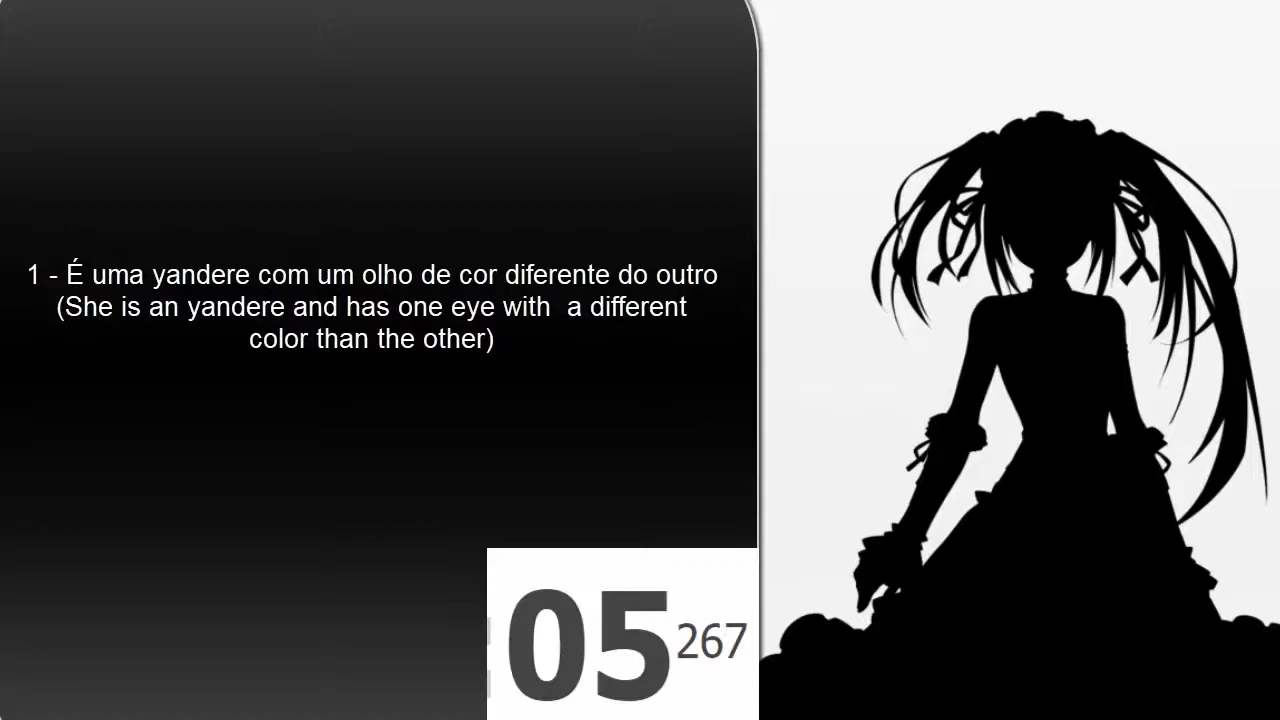 1 - É uma yandere com um olho de cor diferente do outro
(She is an yandere and has one eye with  a different
color than the other)
05 267